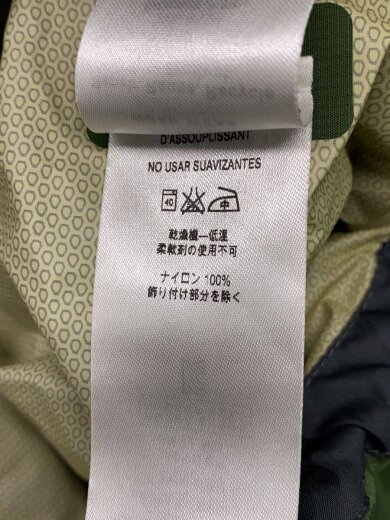 D'ASSOUPLISSANT
NO USAR SUAVIZANTES
40 中
乾燥機―低温
柔軟剤の使用不可
ナイロン 100%
飾り付け部分を除く